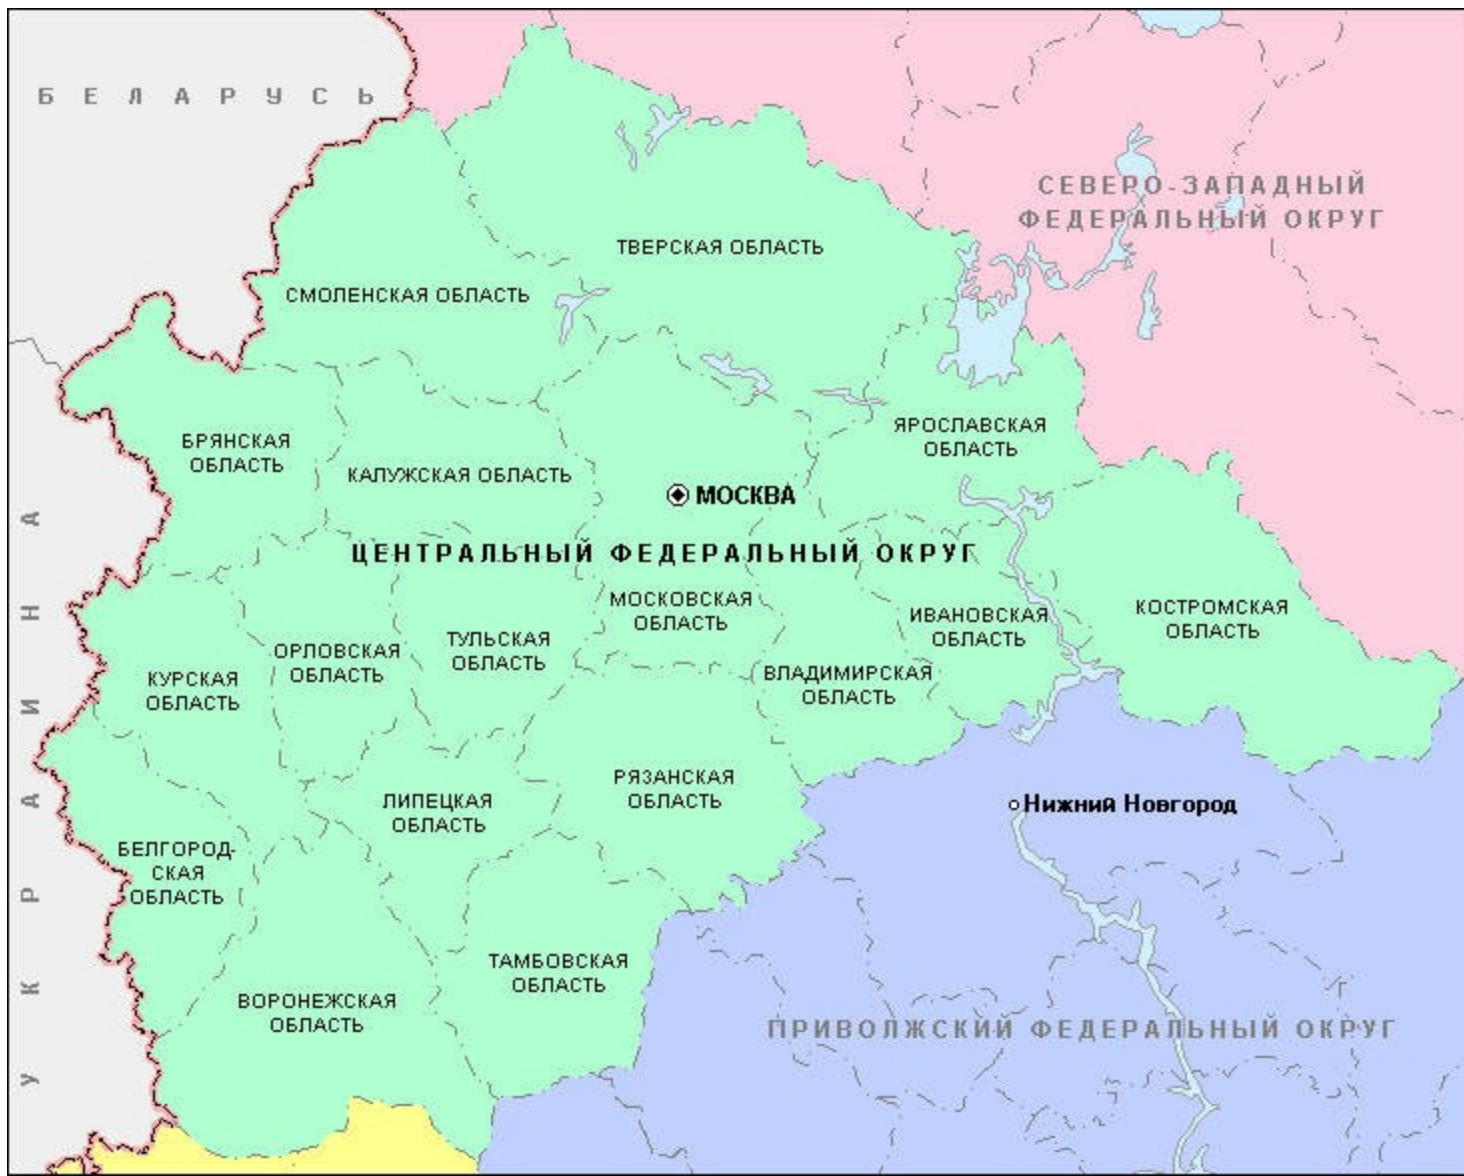 БЕЛАРУСЬ
СЕВЕРО-ЗАПАДНЫЙ
ФЕДЕРАЛЬНЫЙ ОКРУГ
ТВЕРСКАЯ ОБЛАСТЬ
СМОЛЕНСКАЯ ОБЛАСТЬ
ЯРОСЛАВСКАЯ
ОБЛАСТЬ
БРЯНСКАЯ
ОБЛАСТЬ
КАЛУЖСКАЯ ОБЛАСТЬ
МОСКВА
ЦЕНТРАЛЬНЫЙ ФЕДЕРАЛЬНЫЙ ОКРУГ
МОСКОВСКАЯ
ОБЛАСТЬ
ИВАНОВСКАЯ
ОБЛАСТЬ
КОСТРОМСКАЯ
ОБЛАСТЬ
ТУЛЬСКАЯ
ОБЛАСТЬ
ОРЛОВСКАЯ
ОБЛАСТЬ
КУРСКАЯ
ОБЛАСТЬ
ВЛАДИМИРСКАЯ
ОБЛАСТЬ
УКРАИНА
РЯЗАНСКАЯ
ОБЛАСТЬ
ЛИПЕЦКАЯ
ОБЛАСТЬ
Нижний Новгород
БЕЛГОРОД-
СКАЯ
ОБЛАСТЬ
ТАМБОВСКАЯ
ОБЛАСТЬ
ВОРОНЕЖСКАЯ
ОБЛАСТЬ
ПРИВОЛЖСКИЙ ФЕДЕРАЛЬНЫЙ ОКРУГ